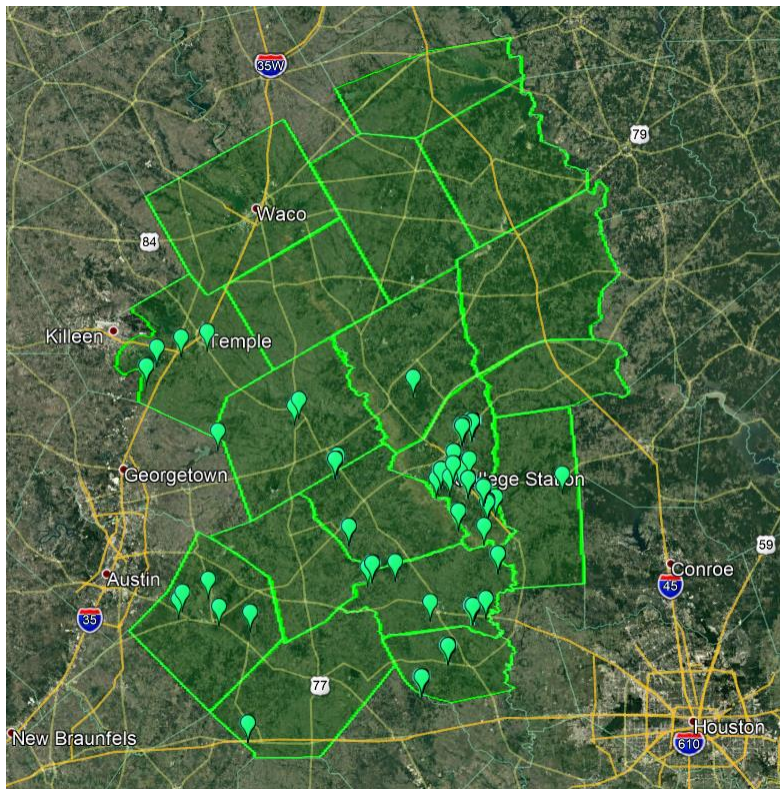 35W
79
Waco
84
Killeen
Temple
Georgetown
College Station
59
Austin
Conroe
45
35
77
New Braunfels
Houston
610